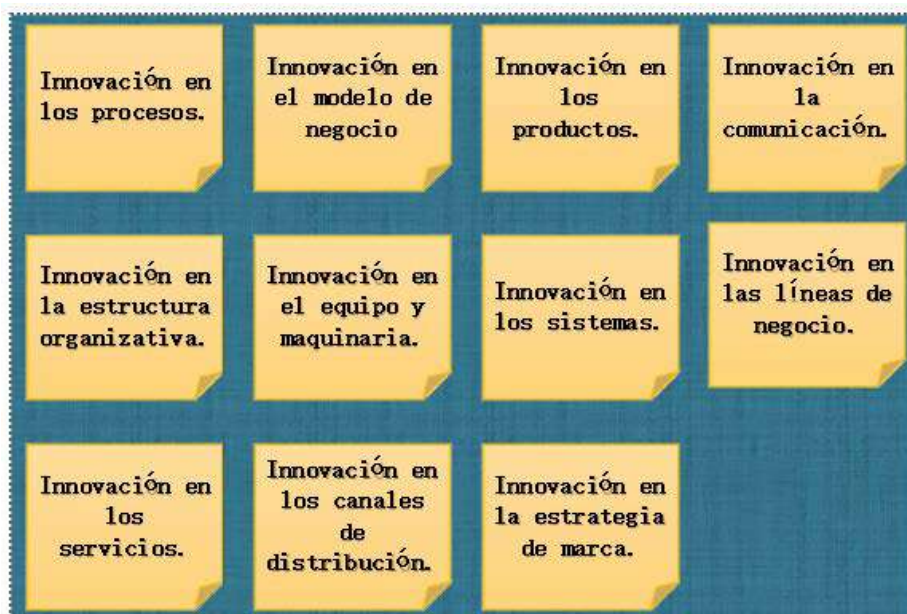 Innovación en
los procesos.
Innovación en
el modelo de
negocio
Innovación en
los
productos.
Innovación en
la
comunicación.
Innovación en
la estructura
organizativa.
Innovación en
el equipo y
maquinaria.
Innovación en
los sistemas.
Innovación en
las líneas de
negocio.
Innovación en
los
servicios.
Innovación en
los canales
de
distribución.
Innovación en
la estrategia
de marca.